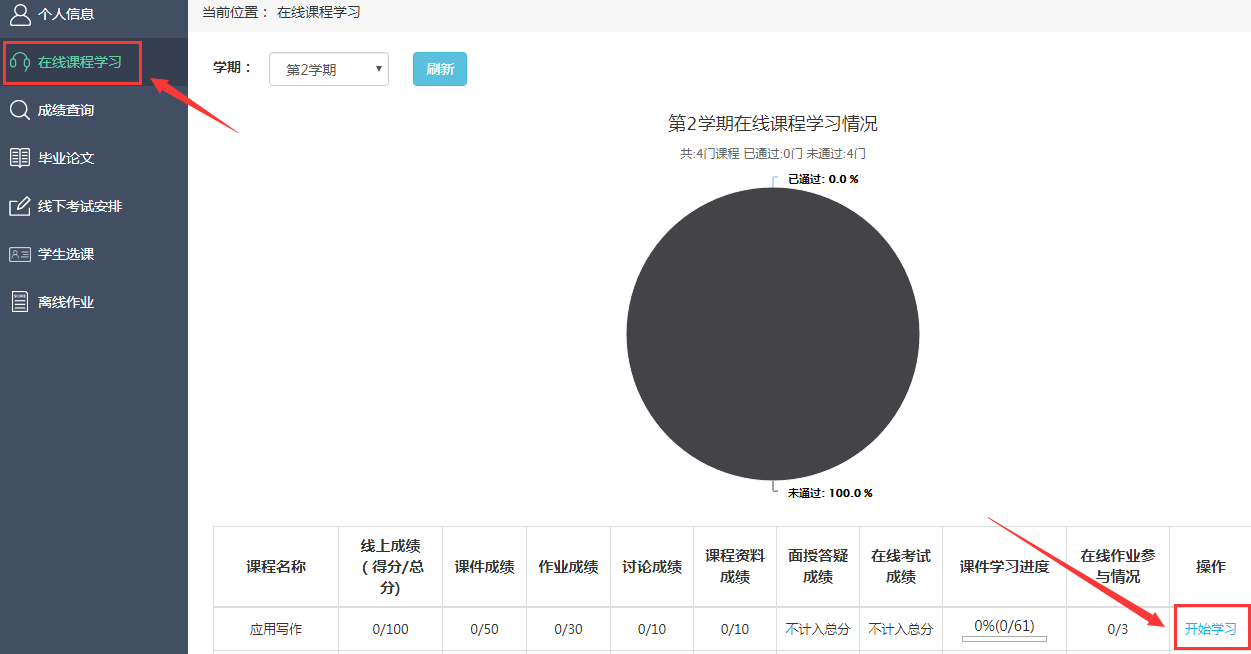 个人信息
在线课程学习
成绩查询
毕业论文
线下考试安排
学生选课
离线作业
当前位置： 在线课程学习
学期： 第2学期 刷新
第2学期在线课程学习情况
共:4门课程 已通过:0门 未通过:4门
已通过: 0.0 %
未通过: 100.0 %
课程名称
线上成绩
( 得分/总
分)
课件成绩
作业成绩
讨论成绩
课程资料
成绩
面授答疑
成绩
在线考试
成绩
课件学习进度
在线作业参
与情况
操作
应用写作 0/100 0/50 0/30 0/10 0/10 不计入总分 不计入总分 0%(0/61) 0/3 开始学习